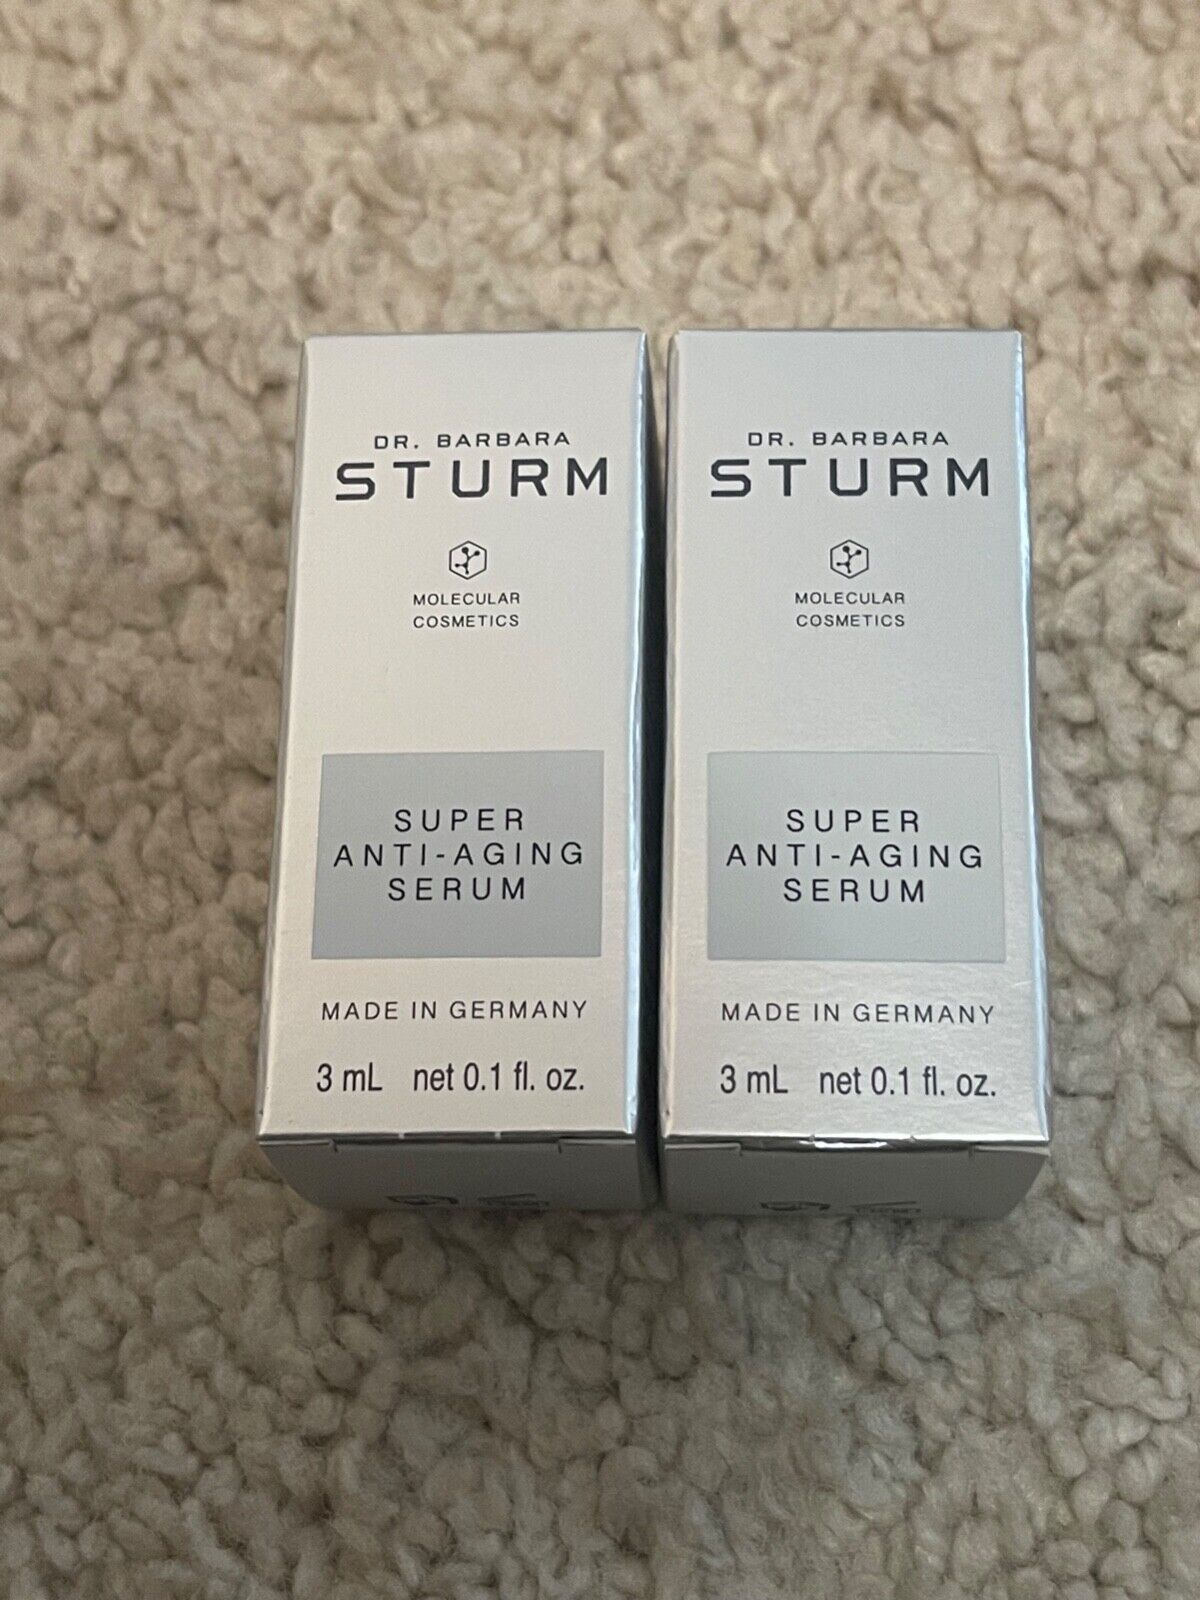 DR. BARBARA
STURM
MOLECULAR
COSMETICS
SUPER
ANTI-AGING
SERUM
MADE IN GERMANY
3 mL net 0.1 fl. oz.
DR. BARBARA
STURM
MOLECULAR
COSMETICS
SUPER
ANTI-AGING
SERUM
MADE IN GERMANY
3 mL net 0.1 fl. oz.